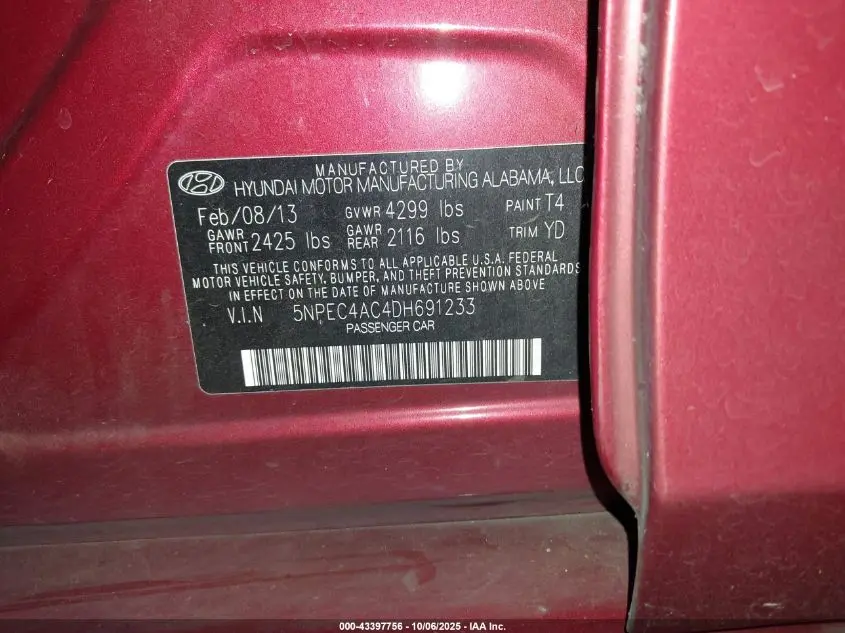 MANUFACTURED BY
HYUNDAI MOTOR MANUFACTURING ALABAMA, LLC
Feb/08/13 GVWR 4299 lbs PAINT T4
GAWR FRONT 2425 lbs GAWR REAR 2116 lbs TRIM YD
THIS VEHICLE CONFORMS TO ALL APPLICABLE U.S.A. FEDERAL
MOTOR VEHICLE SAFETY, BUMPER, AND THEFT PREVENTION STANDARDS
IN EFFECT ON THE DATE OF MANUFACTURE SHOWN ABOVE
V.I.N 5NPEC4AC4DH691233
PASSENGER CAR
000-43397756 - 10/06/2025 - IAA Inc.